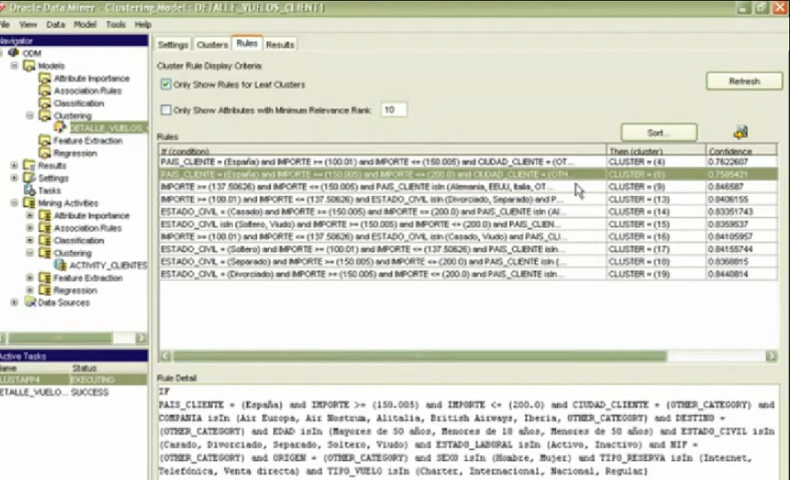 Oracle Data Miner - Clustering Model : DETALLE_VUELOS_CLIENT1
File View Data Model Tools Help
Navigator
ODM
Models
Attribute Importance
Association Rules
Classification
Clustering
DETALLE_VUELOS_
Feature Extraction
Regression
Results
Settings
Tasks
Mining Activities
Attribute Importance
Association Rules
Classification
Clustering
ACTIVITY_CLIENTES
Feature Extraction
Regression
Data Sources
Active Tasks
Name Status
EXECUTING
DETALLE_VUELO... SUCCESS
Settings Clusters Rules Results
Cluster Rule Display Criteria:
Only Show Rules for Leaf Clusters
Refresh
Only Show Attributes with Minimum Relevance Rank: 10
Rules
Sort...
If (condition) Then (cluster) Confidence
PAIS_CLIENTE = (España) and IMPORTE >= (100.01) and IMPORTE <= (150.005) and CIUDAD_CLIENTE = (OT... CLUSTER = (4) 0.7622607
PAIS_CLIENTE = (España) and IMPORTE >= (150.005) and IMPORTE <= (200.0) and CIUDAD_CLIENTE = (OTH... CLUSTER = (6) 0.7585421
IMPORTE >= (137.50626) and IMPORTE <= (150.005) and PAIS_CLIENTE isIn (Alemania, EEUU, Italia, OT... CLUSTER = (9) 0.846587
IMPORTE >= (100.01) and IMPORTE <= (137.50626) and ESTADO_CIVIL isIn (Divorciado, Separado) and P... CLUSTER = (13) 0.8406155
ESTADO_CIVIL = (Casado) and IMPORTE >= (150.005) and IMPORTE <= (200.0) and PAIS_CLIENTE isIn (Al... CLUSTER = (14) 0.83351743
ESTADO_CIVIL isIn (Soltero, Viudo) and IMPORTE >= (150.005) and IMPORTE <= (200.0) and PAIS_CLIEN... CLUSTER = (15) 0.8359537
IMPORTE >= (100.01) and IMPORTE <= (137.50626) and ESTADO_CIVIL isIn (Casado, Viudo) and PAIS_CLI... CLUSTER = (16) 0.84105957
ESTADO_CIVIL = (Soltero) and IMPORTE >= (100.01) and IMPORTE <= (137.50626) and PAIS_CLIENTE isIn... CLUSTER = (17) 0.84155744
ESTADO_CIVIL = (Separado) and IMPORTE >= (150.005) and IMPORTE <= (200.0) and PAIS_CLIENTE isIn (... CLUSTER = (18) 0.8368815
ESTADO_CIVIL = (Divorciado) and IMPORTE >= (150.005) and IMPORTE <= (200.0) and PAIS_CLIENTE isIn... CLUSTER = (19) 0.8440814
Rule Detail
IF
PAIS_CLIENTE = (España) and IMPORTE >= (150.005) and IMPORTE <= (200.0) and CIUDAD_CLIENTE = (OTHER_CATEGORY) and
COMPANIA isIn (Air Europa, Air Nostrum, Alitalia, British Airways, Iberia, OTHER_CATEGORY) and DESTINO =
(OTHER_CATEGORY) and EDAD isIn (Mayores de 50 años, Menores de 18 años, Menores de 50 años) and ESTADO_CIVIL isIn
(Casado, Divorciado, Separado, Soltero, Viudo) and ESTADO_LABORAL isIn (Activo, Inactivo) and NIF =
(OTHER_CATEGORY) and ORIGEN = (OTHER_CATEGORY) and SEXO isIn (Hombre, Mujer) and TIPO_RESERVA isIn (Internet,
Telefónica, Venta directa) and TIPO_VUELO isIn (Charter, Internacional, Nacional, Regular)